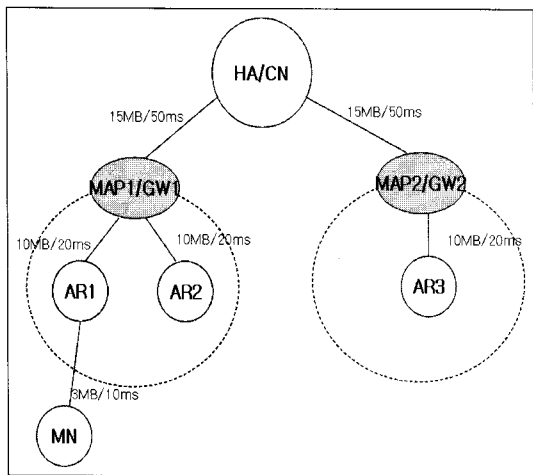 HA/CN
15MB/50ms
15MB/50ms
MAP1/GW1
MAP2/GW2
10MB/20ms
10MB/20ms
10MB/20ms
AR1
AR2
AR3
3MB/10ms
MN